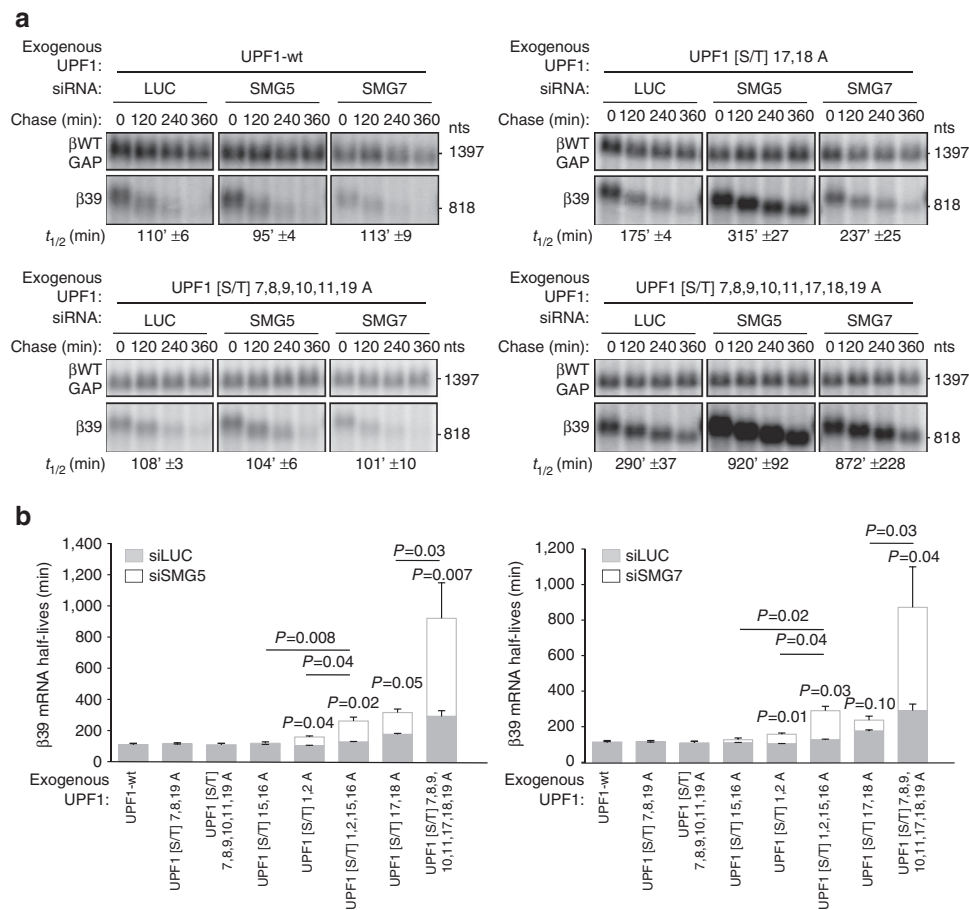 a
Exogenous UPF1: UPF1-wt
siRNA: LUC SMG5 SMG7
Chase (min): 0 120 240 360 0 120 240 360 0 120 240 360 nts
βWT GAP 1397
β39 818
t1/2 (min) 110' ±6 95' ±4 113' ±9
Exogenous UPF1: UPF1 [S/T] 17,18 A
siRNA: LUC SMG5 SMG7
Chase (min): 0 120 240 360 0 120 240 360 0 120 240 360 nts
βWT GAP 1397
β39 818
t1/2 (min) 175' ±4 315' ±27 237' ±25
Exogenous UPF1: UPF1 [S/T] 7,8,9,10,11,19 A
siRNA: LUC SMG5 SMG7
Chase (min): 0 120 240 360 0 120 240 360 0 120 240 360 nts
βWT GAP 1397
β39 818
t1/2 (min) 108' ±3 104' ±6 101' ±10
Exogenous UPF1: UPF1 [S/T] 7,8,9,10,11,17,18,19 A
siRNA: LUC SMG5 SMG7
Chase (min): 0 120 240 360 0 120 240 360 0 120 240 360 nts
βWT GAP 1397
β39 818
t1/2 (min) 290' ±37 920' ±92 872' ±228
b
β39 mRNA half-lives (min)
1,400
1,200
1,000
800
600
400
200
0
siLUC
siSMG5
P=0.03
P=0.007
P=0.008
P=0.04
P=0.05
P=0.02
P=0.04
Exogenous UPF1:
UPF1-wt
UPF1 [S/T] 7,8,19 A
UPF1 [S/T] 7,8,9,10,11,19 A
UPF1 [S/T] 15,16 A
UPF1 [S/T] 1,2 A
UPF1 [S/T] 1,2,15,16 A
UPF1 [S/T] 17,18 A
UPF1 [S/T] 7,8,9, 10,11,17,18,19 A
β39 mRNA half-lives (min)
1,200
1,000
800
600
400
200
0
siLUC
siSMG7
P=0.03
P=0.04
P=0.02
P=0.04
P=0.03
P=0.10
P=0.01
Exogenous UPF1:
UPF1-wt
UPF1 [S/T] 7,8,19 A
UPF1 [S/T] 7,8,9,10,11,19 A
UPF1 [S/T] 15,16 A
UPF1 [S/T] 1,2 A
UPF1 [S/T] 1,2,15,16 A
UPF1 [S/T] 17,18 A
UPF1 [S/T] 7,8,9, 10,11,17,18,19 A